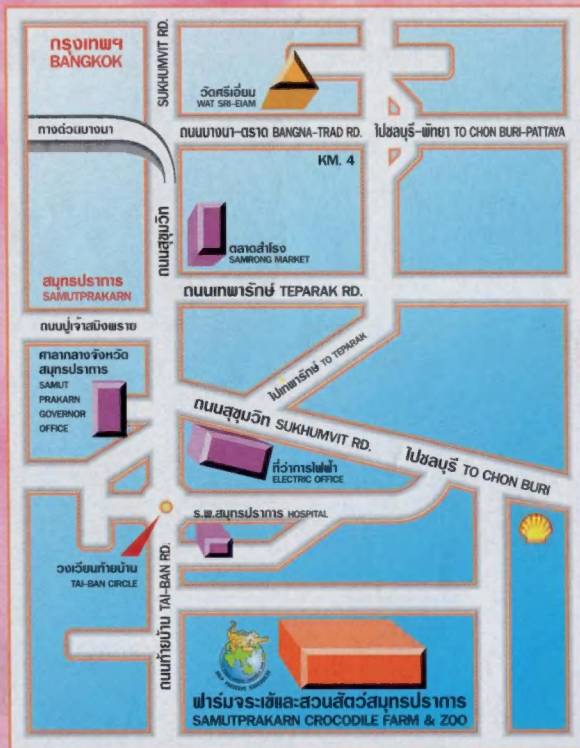 กรุงเทพฯ
BANGKOK
SUKHUMVIT RD.
วัดศรีเอี่ยม
WAT SRI-EIAM
ทางด่วนบางนา
ถนนบางนา-ตราด BANGNA-TRAD RD.
ไปชลบุรี-พัทยา TO CHON BURI-PATTAYA
KM. 4
ถนนสุขุมวิท
ตลาดสำโรง
SAMRONG MARKET
สมุทรปราการ
SAMUTPRAKARN
ถนนเทพารักษ์ TEPARAK RD.
ถนนปู่เจ้าสมิงพราย
ศาลากลางจังหวัด
สมุทรปราการ
SAMUT
PRAKARN
GOVERNOR
OFFICE
ไปเทพารักษ์ TO TEPARAK
ถนนสุขุมวิท SUKHUMVIT RD.
ไปชลบุรี TO CHON BURI
ที่ว่าการไฟฟ้า
ELECTRIC OFFICE
ร.พ.สมุทรปราการ HOSPITAL
วงเวียนท้ายบ้าน
TAI-BAN CIRCLE
ถนนท้ายบ้าน TAI-BAN RD.
ฟาร์มจระเข้และสวนสัตว์สมุทรปราการ
SAMUTPRAKARN CROCODILE FARM & ZOO